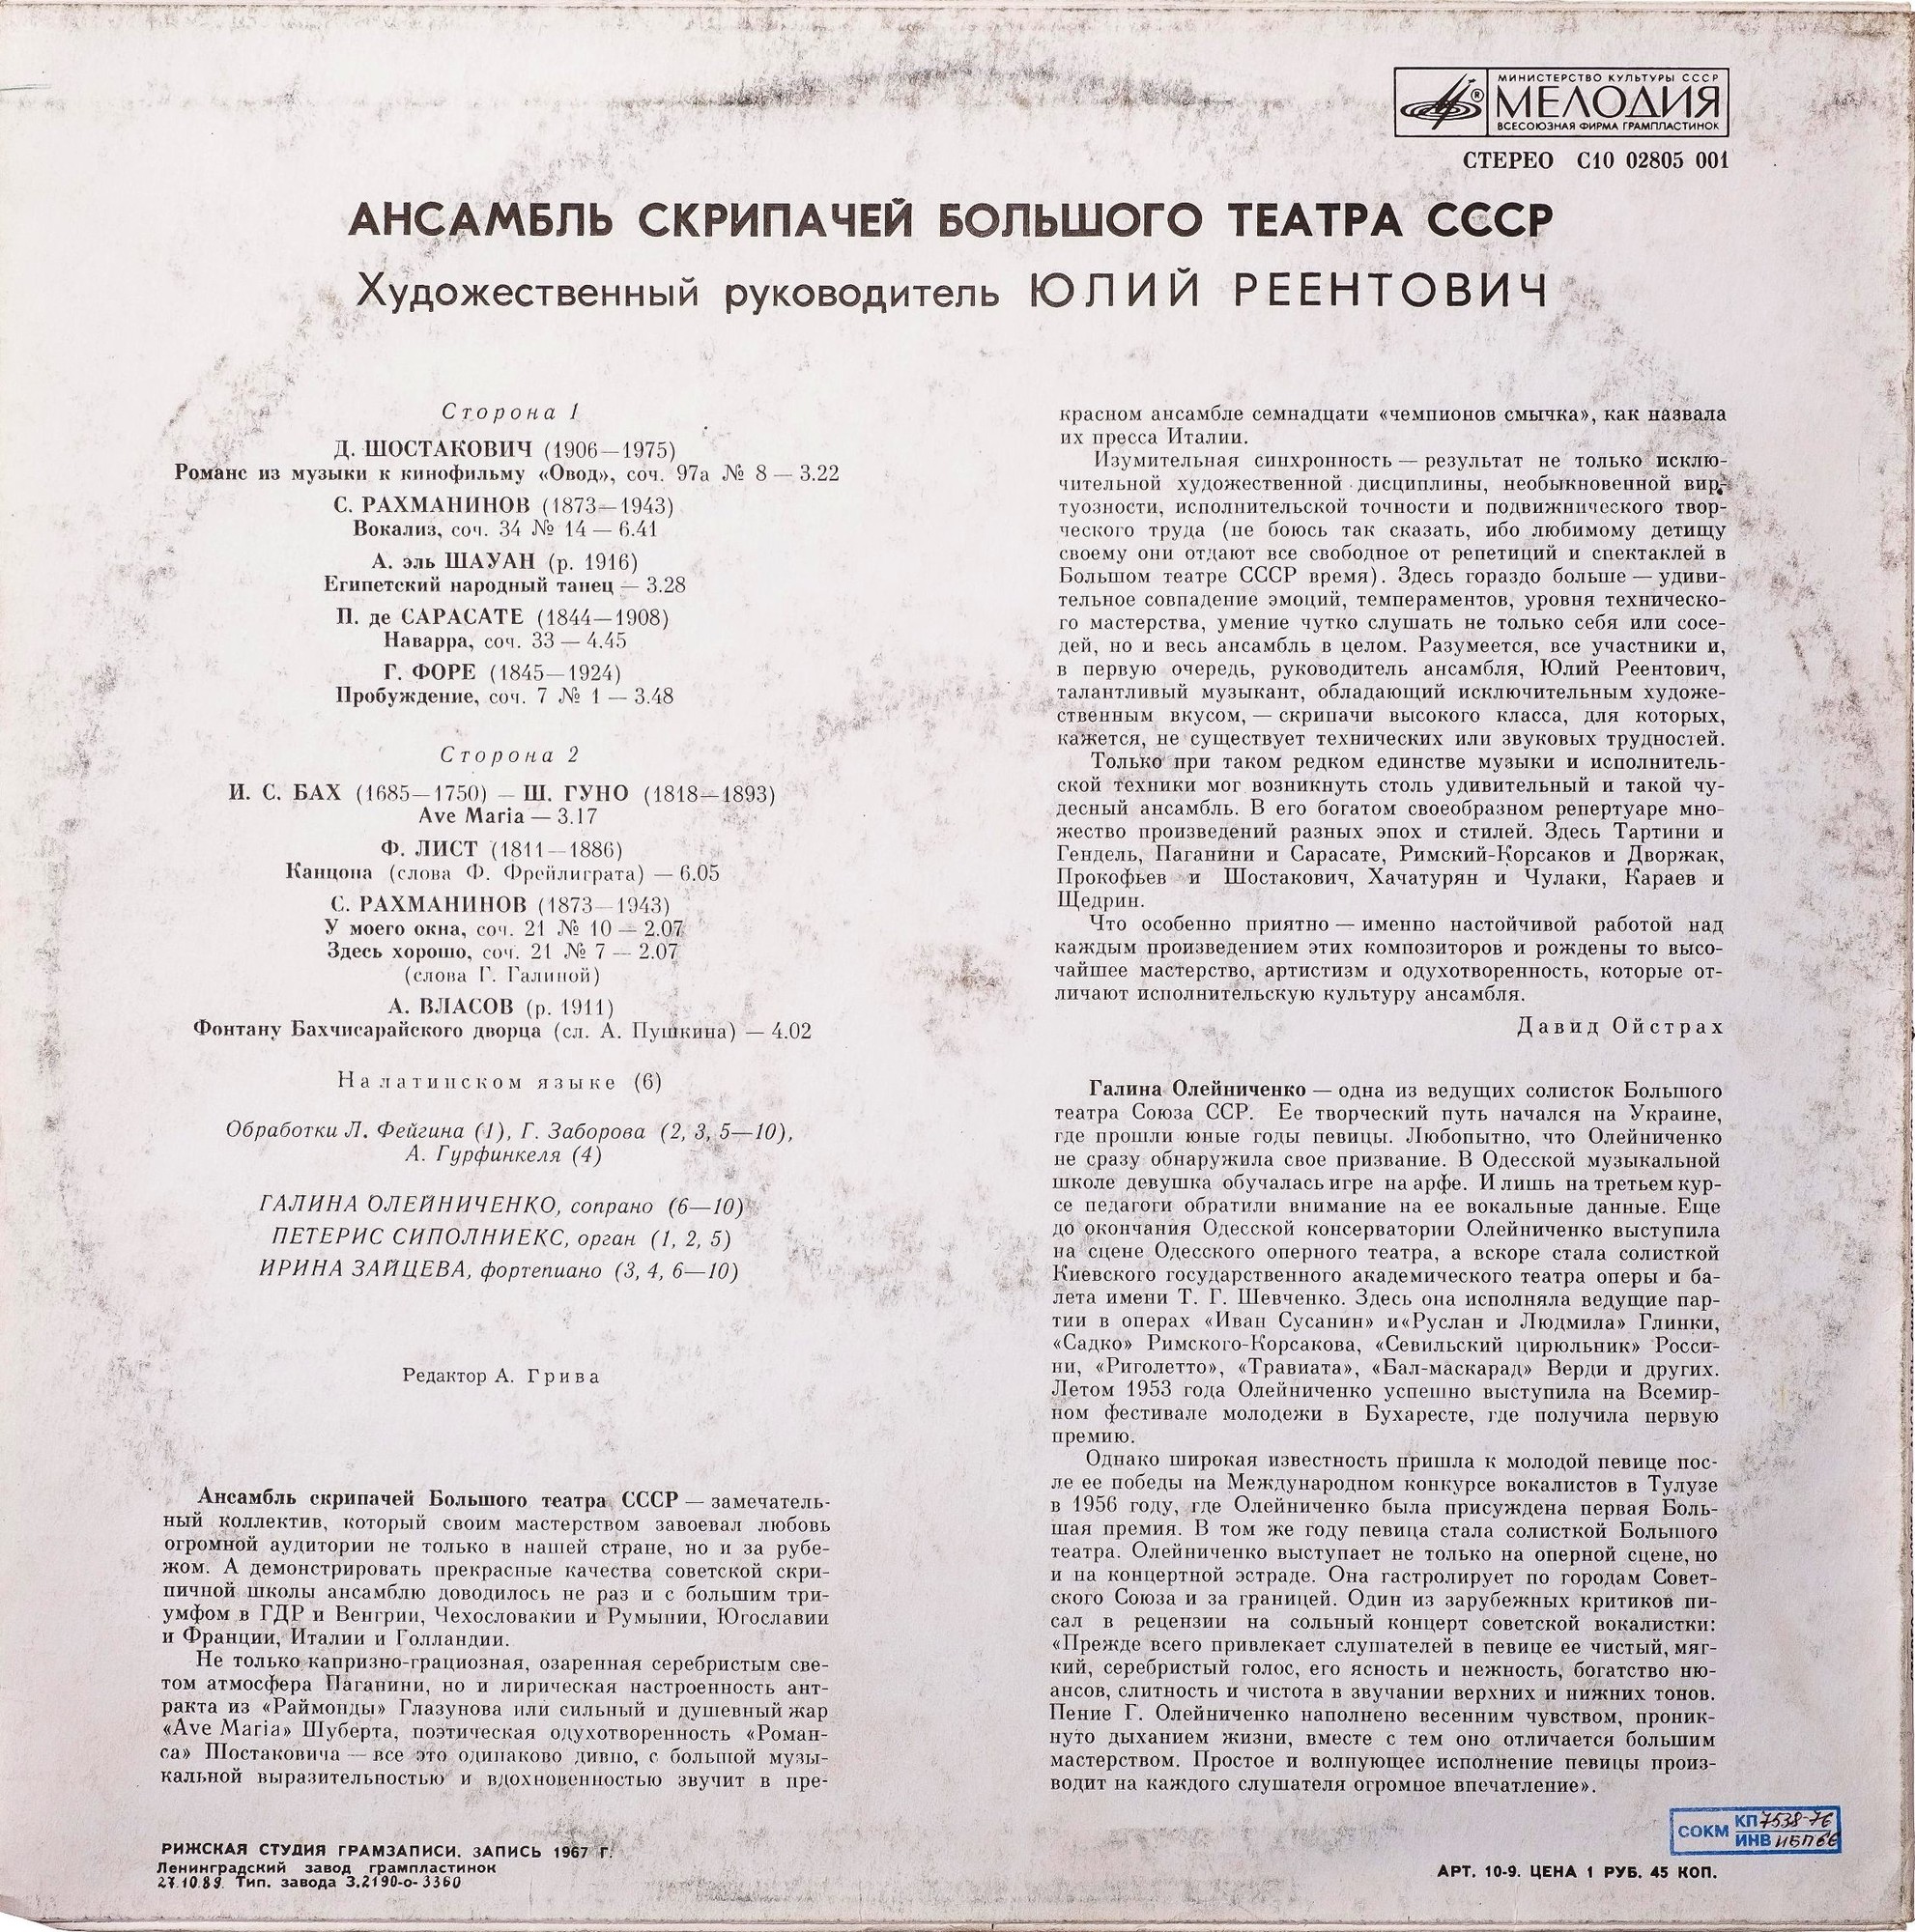 МИНИСТЕРСТВО КУЛЬТУРЫ СССР
МЕЛОДИЯ
ВСЕСОЮЗНАЯ ФИРМА ГРАМПЛАСТИНОК
СТЕРЕО С10 02805 001
АНСАМБЛЬ СКРИПАЧЕЙ БОЛЬШОГО ТЕАТРА СССР
Художественный руководитель ЮЛИЙ РЕЕНТОВИЧ
Сторона 1
Д. ШОСТАКОВИЧ (1906—1975)
Романс из музыки к кинофильму «Овод», соч. 97а № 8 — 3.22
С. РАХМАНИНОВ (1873—1943)
Вокализ, соч. 34 № 14 — 6.41
А. эль ШАУАН (р. 1916)
Египетский народный танец — 3.28
П. де САРАСАТЕ (1844—1908)
Наварра, соч. 33 — 4.45
Г. ФОРЕ (1845—1924)
Пробуждение, соч. 7 № 1 — 3.48
Сторона 2
И. С. БАХ (1685—1750) — Ш. ГУНО (1818—1893)
Ave Maria — 3.17
Ф. ЛИСТ (1811—1886)
Канцона (слова Ф. Фрейлиграта) — 6.05
С. РАХМАНИНОВ (1873—1943)
У моего окна, соч. 21 № 10 — 2.07
Здесь хорошо, соч. 21 № 7 — 2.07
(слова Г. Галиной)
А. ВЛАСОВ (р. 1911)
Фонтану Бахчисарайского дворца (сл. А. Пушкина) — 4.02
На латинском языке (6)
Обработки Л. Фейгина (1), Г. Заборова (2, 3, 5—10),
А. Гурфинкеля (4)
ГАЛИНА ОЛЕЙНИЧЕНКО, сопрано (6—10)
ПЕТЕРИС СИПОЛНИЕКС, орган (1, 2, 5)
ИРИНА ЗАЙЦЕВА, фортепиано (3, 4, 6—10)
Редактор А. Грива
Ансамбль скрипачей Большого театра СССР — замечатель-
ный коллектив, который своим мастерством завоевал любовь
огромной аудитории не только в нашей стране, но и за рубе-
жом. А демонстрировать прекрасные качества советской скри-
пичной школы ансамблю доводилось не раз и с большим три-
умфом в ГДР и Венгрии, Чехословакии и Румынии, Югославии
и Франции, Италии и Голландии.
Не только капризно-грациозная, озаренная серебристым све-
том атмосфера Паганини, но и лирическая настроенность ант-
ракта из «Раймонды» Глазунова или сильный и душевный жар
«Ave Maria» Шуберта, поэтическая одухотворенность «Роман-
са» Шостаковича — все это одинаково дивно, с большой музы-
кальной выразительностью и вдохновенностью звучит в пре-
красном ансамбле семнадцати «чемпионов смычка», как назвала
их пресса Италии.
Изумительная синхронность — результат не только исклю-
чительной художественной дисциплины, необыкновенной вир-
туозности, исполнительской точности и подвижнического твор-
ческого труда (не боюсь так сказать, ибо любимому детищу
своему они отдают все свободное от репетиций и спектаклей в
Большом театре СССР время). Здесь гораздо больше — удиви-
тельное совпадение эмоций, темпераментов, уровня техническо-
го мастерства, умение чутко слушать не только себя или сосе-
дей, но и весь ансамбль в целом. Разумеется, все участники и,
в первую очередь, руководитель ансамбля, Юлий Реентович,
талантливый музыкант, обладающий исключительным художе-
ственным вкусом, — скрипачи высокого класса, для которых,
кажется, не существует технических или звуковых трудностей.
Только при таком редком единстве музыки и исполнитель-
ской техники мог возникнуть столь удивительный и такой чу-
десный ансамбль. В его богатом своеобразном репертуаре мно-
жество произведений разных эпох и стилей. Здесь Тартини и
Гендель, Паганини и Сарасате, Римский-Корсаков и Дворжак,
Прокофьев и Шостакович, Хачатурян и Чулаки, Караев и
Щедрин.
Что особенно приятно — именно настойчивой работой над
каждым произведением этих композиторов и рождены то высо-
чайшее мастерство, артистизм и одухотворенность, которые от-
личают исполнительскую культуру ансамбля.
Давид Ойстрах
Галина Олейниченко — одна из ведущих солисток Большого
театра Союза ССР. Ее творческий путь начался на Украине,
где прошли юные годы певицы. Любопытно, что Олейниченко
не сразу обнаружила свое призвание. В Одесской музыкальной
школе девушка обучалась игре на арфе. И лишь на третьем кур-
се педагоги обратили внимание на ее вокальные данные. Еще
до окончания Одесской консерватории Олейниченко выступила
на сцене Одесского оперного театра, а вскоре стала солисткой
Киевского государственного академического театра оперы и ба-
лета имени Т. Г. Шевченко. Здесь она исполняла ведущие пар-
тии в операх «Иван Сусанин» и«Руслан и Людмила» Глинки,
«Садко» Римского-Корсакова, «Севильский цирюльник» Росси-
ни, «Риголетто», «Травиата», «Бал-маскарад» Верди и других.
Летом 1953 года Олейниченко успешно выступила на Всемир-
ном фестивале молодежи в Бухаресте, где получила первую
премию.
Однако широкая известность пришла к молодой певице пос-
ле ее победы на Международном конкурсе вокалистов в Тулузе
в 1956 году, где Олейниченко была присуждена первая Боль-
шая премия. В том же году певица стала солисткой Большого
театра. Олейниченко выступает не только на оперной сцене, но
и на концертной эстраде. Она гастролирует по городам Совет-
ского Союза и за границей. Один из зарубежных критиков пи-
сал в рецензии на сольный концерт советской вокалистки:
«Прежде всего привлекает слушателей в певице ее чистый, мяг-
кий, серебристый голос, его ясность и нежность, богатство ню-
ансов, слитность и чистота в звучании верхних и нижних тонов.
Пение Г. Олейниченко наполнено весенним чувством, проник-
нуто дыханием жизни, вместе с тем оно отличается большим
мастерством. Простое и волнующее исполнение певицы произ-
водит на каждого слушателя огромное впечатление».
РИЖСКАЯ СТУДИЯ ГРАМЗАПИСИ. ЗАПИСЬ 1967 Г.
Ленинградский завод грампластинок
27.10.89. Тип. завода З.2190-о-3360
СОКМ КП 7538-76
ИНВ ИБП 66
АРТ. 10-9. ЦЕНА 1 РУБ. 45 КОП.